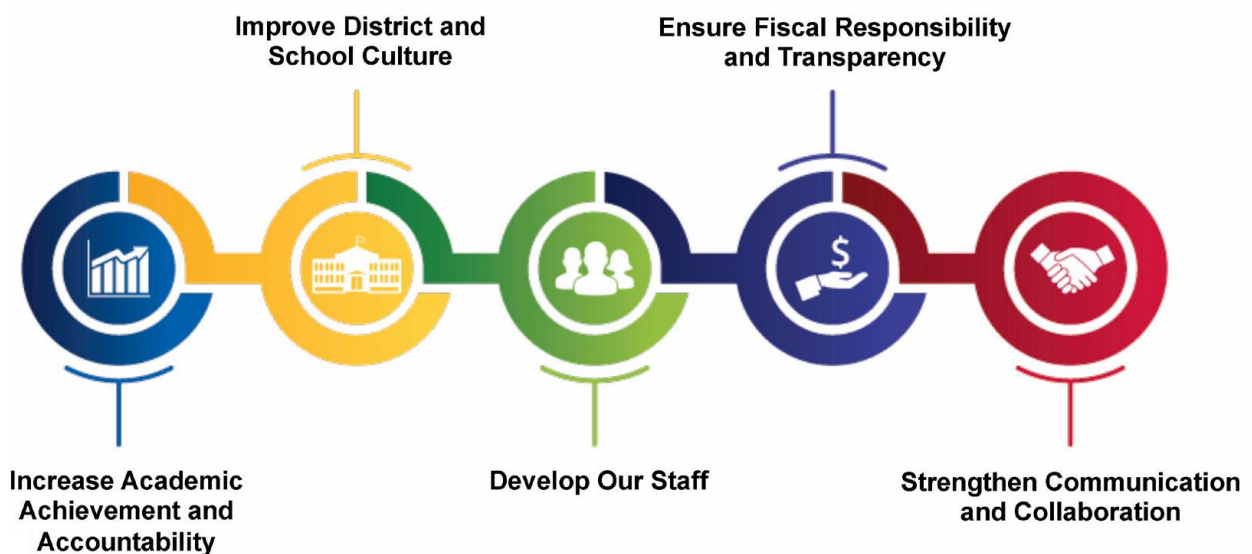 Improve District and
School Culture
Ensure Fiscal Responsibility
and Transparency
$
Increase Academic
Achievement and
Accountability
Develop Our Staff
Strengthen Communication
and Collaboration